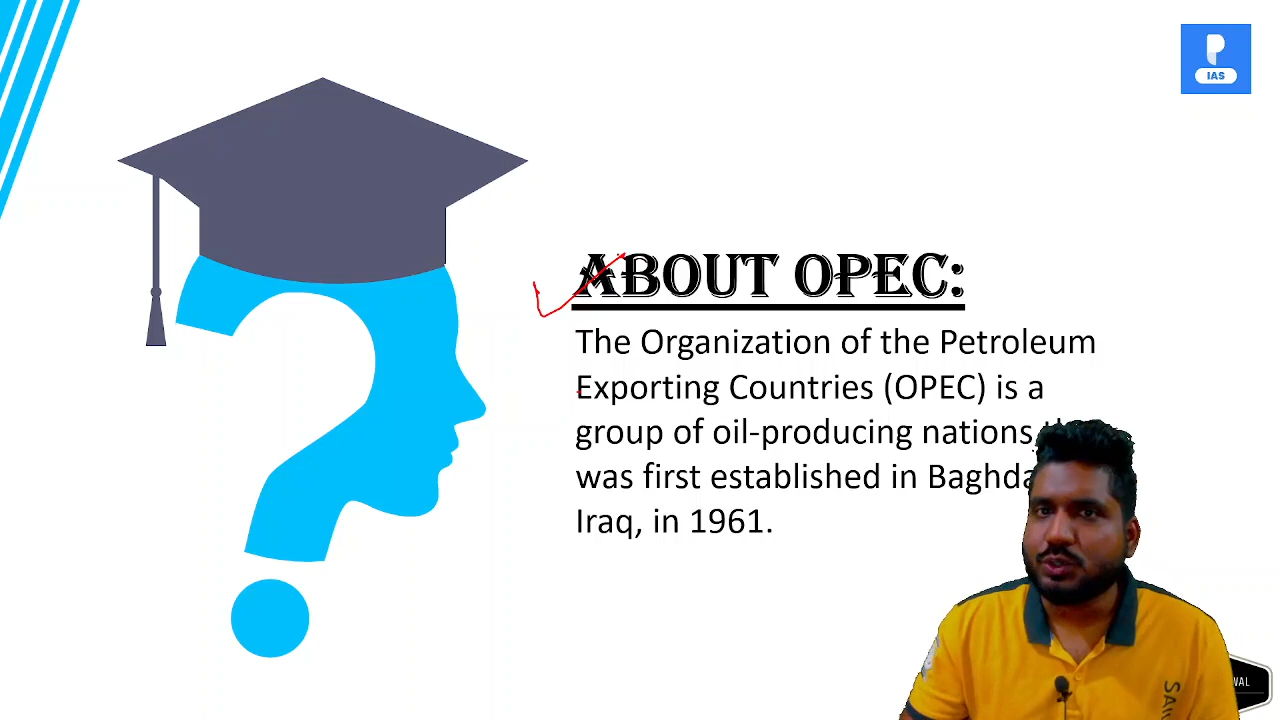 P
IAS
ABOUT OPEC:
The Organization of the Petroleum
Exporting Countries (OPEC) is a
group of oil-producing nations
was first established in
Iraq, in 1961.